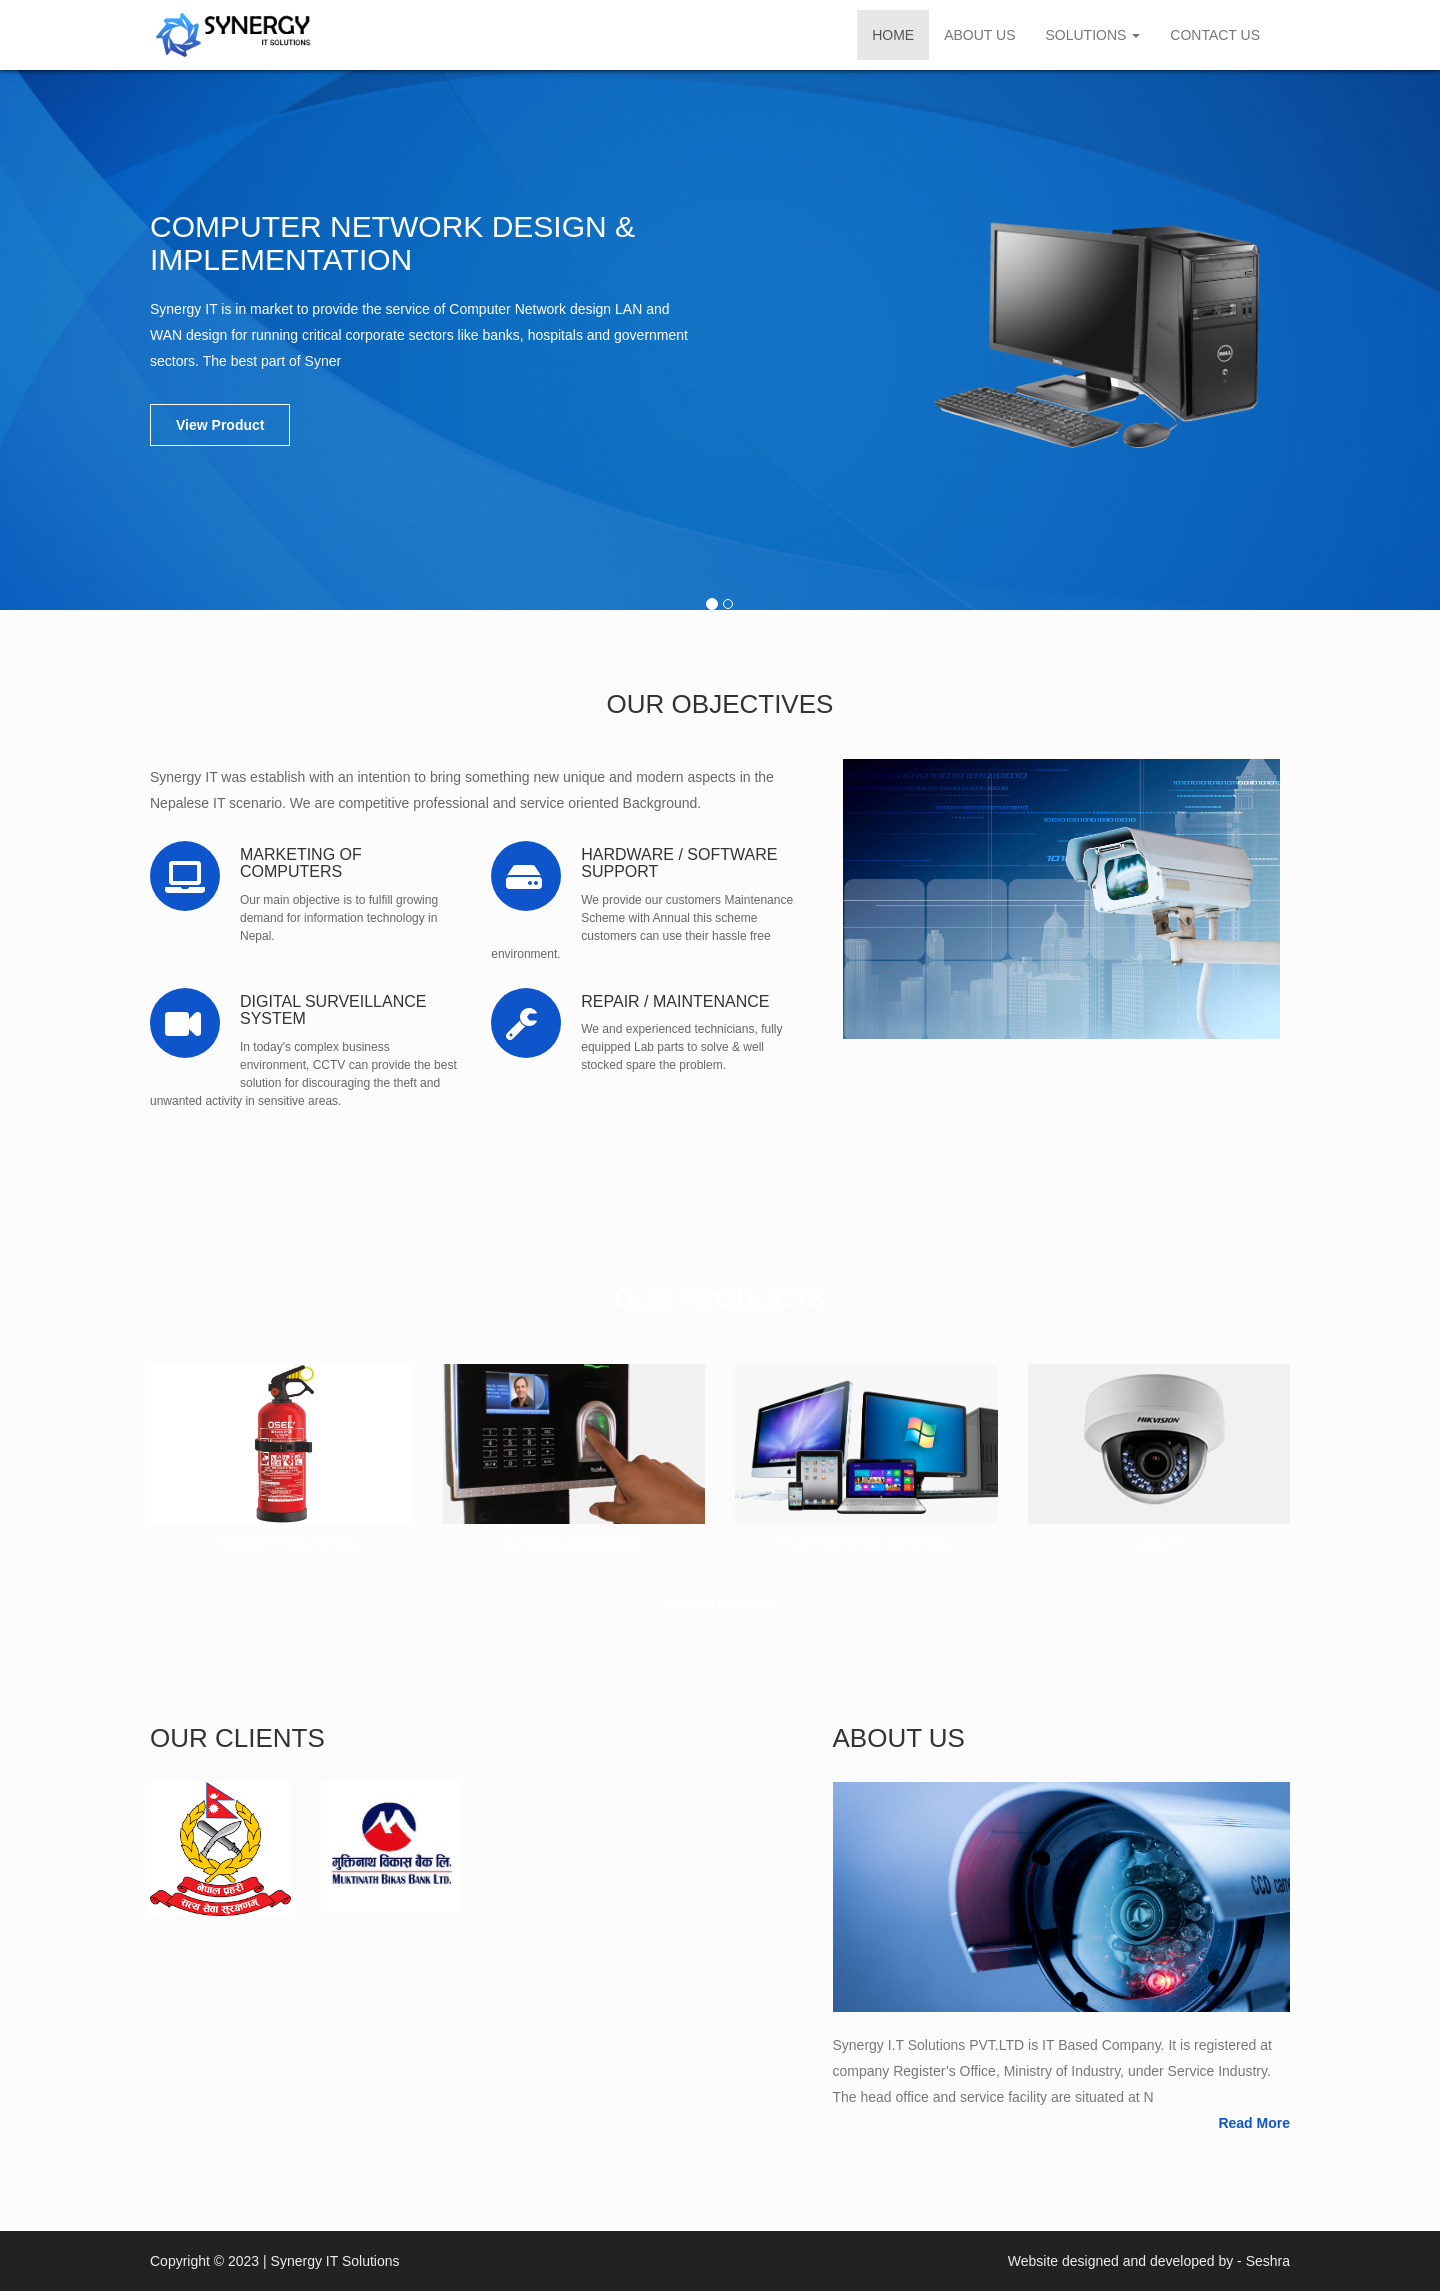 SYNERGY
IT SOLUTIONS
HOME
ABOUT US
SOLUTIONS
CONTACT US
COMPUTER NETWORK DESIGN &
IMPLEMENTATION
Synergy IT is in market to provide the service of Computer Network design LAN and
WAN design for running critical corporate sectors like banks, hospitals and government
sectors. The best part of Syner
View Product
OUR OBJECTIVES
Synergy IT was establish with an intention to bring something new unique and modern aspects in the
Nepalese IT scenario. We are competitive professional and service oriented Background.
MARKETING OF
COMPUTERS
Our main objective is to fulfill growing
demand for information technology in
Nepal.
HARDWARE / SOFTWARE
SUPPORT
We provide our customers Maintenance
Scheme with Annual this scheme
customers can use their hassle free
environment.
DIGITAL SURVEILLANCE
SYSTEM
In today's complex business
environment, CCTV can provide the best
solution for discouraging the theft and
unwanted activity in sensitive areas.
REPAIR / MAINTENANCE
We and experienced technicians, fully
equipped Lab parts to solve & well
stocked spare the problem.
OUR PRODUCTS
HIKVISION
OUR CLIENTS
नेपाल प्रहरी
सत्य सेवा सुरक्षणम्
मुक्तिनाथ विकास बैंक लि.
MUKTINATH BIKAS BANK LTD.
ABOUT US
CCD came
Synergy I.T Solutions PVT.LTD is IT Based Company. It is registered at
company Register’s Office, Ministry of Industry, under Service Industry.
The head office and service facility are situated at N
Read More
Copyright © 2023 | Synergy IT Solutions
Website designed and developed by - Seshra